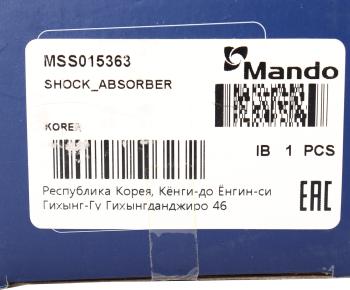 MSS015363
Mando
SHOCK_ABSORBER
KOREA
IB 1 PCS
Республика Корея, Кёнги-до Ёнгин-си
Гихынг-Гу Гихынгданджиро 46
EAC